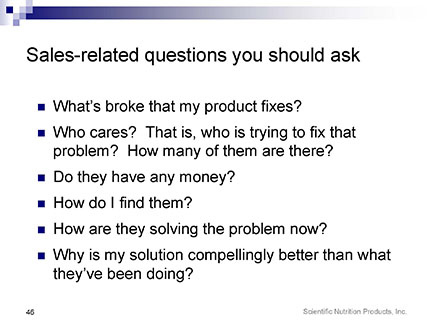 Sales-related questions you should ask
What's broke that my product fixes?
Who cares?  That is, who is trying to fix that
problem?  How many of them are there?
Do they have any money?
How do I find them?
How are they solving the problem now?
Why is my solution compellingly better than what
they've been doing?
46
Scientific Nutrition Products, Inc.